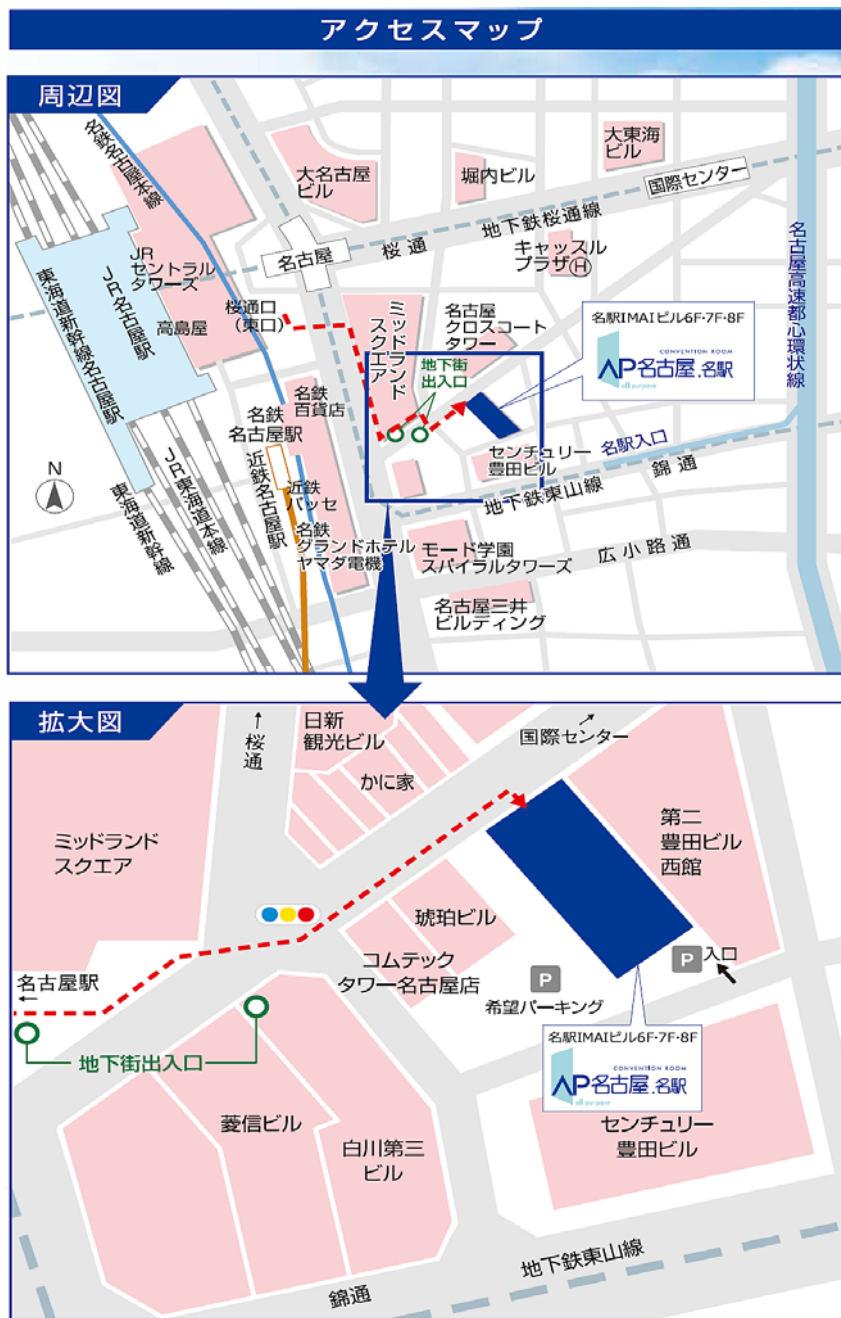 アクセスマップ
周辺図
名鉄名古屋本線
大名古屋
ビル
堀内ビル
大東海
ビル
国際センター
地下鉄桜通線
桜通
名古屋
キャッスル
プラザⒽ
名古屋高速都心環状線
JR
セントラル
タワーズ
JR名古屋駅
東海道新幹線名古屋駅
高島屋
桜通口
(東口)
ミッドランド
スクエア
名古屋
クロスコート
タワー
名駅IMAIビル6F・7F・8F
CONVENTION ROOM
AP名古屋.名駅
all purpose
地下街
出入口
名鉄
百貨店
名鉄
名古屋駅
近鉄名古屋駅
センチュリー
豊田ビル
名駅入口
錦通
地下鉄東山線
N
JR東海道本線
東海道新幹線
近鉄
パッセ
名鉄
グランドホテル
ヤマダ電機
モード学園
スパイラルタワーズ
広小路通
名古屋三井
ビルディング
拡大図
↑
桜通
日新
観光ビル
かに家
国際センター
ミッドランド
スクエア
第二
豊田ビル
西館
琥珀ビル
コムテック
タワー名古屋店
名古屋駅
←
P
希望パーキング
P
入口
地下街出入口
名駅IMAIビル6F・7F・8F
CONVENTION ROOM
AP名古屋.名駅
all purpose
菱信ビル
白川第三
ビル
センチュリー
豊田ビル
地下鉄東山線
錦通